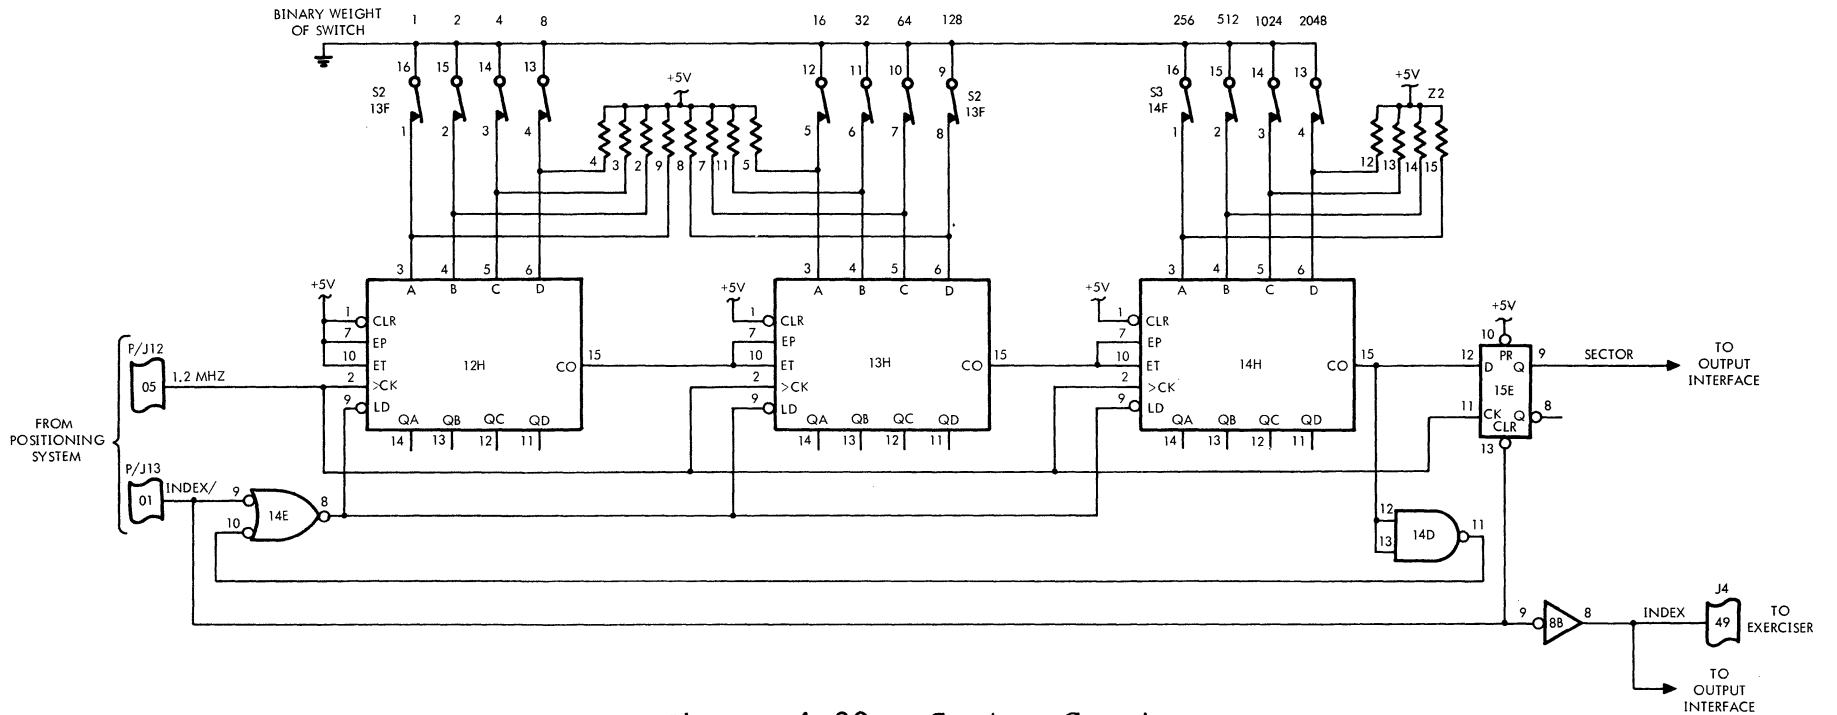 BINARY WEIGHT
OF SWITCH
1 2 4 8 16 32 64 128 256 512 1024 2048
16 15 14 13 12 11 10 9 16 15 14 13
S2
13F
+5V
S2
13F
S3
14F
+5V
Z2
1 2 3 4 5 6 7 8 1 2 3 4
4 3 2 9 8 7 11 5
12 13 14 15
3 4 5 6 3 4 5 6 3 4 5 6
A B C D A B C D A B C D
+5V +5V +5V +5V
1 CLR 1 CLR 1 CLR
7 EP 7 EP 7 EP
10 ET 12H CO 15
10 ET 13H CO 15
10 ET 14H CO 15
2 >CK 2 >CK 2 >CK
9 LD 9 LD 9 LD
QA QB QC QD QA QB QC QD QA QB QC QD
14 13 12 11 14 13 12 11 14 13 12 11
10
PR
12 D Q 9 SECTOR
15E
11 CK Q 8
CLR
13
TO
OUTPUT
INTERFACE
P/J12
05 1.2 MHZ
FROM
POSITIONING
SYSTEM
P/J13
01 INDEX/
9
10
14E
8
12
13
14D
11
9 8B 8 INDEX
J4
49
TO
EXERCISER
TO
OUTPUT
INTERFACE